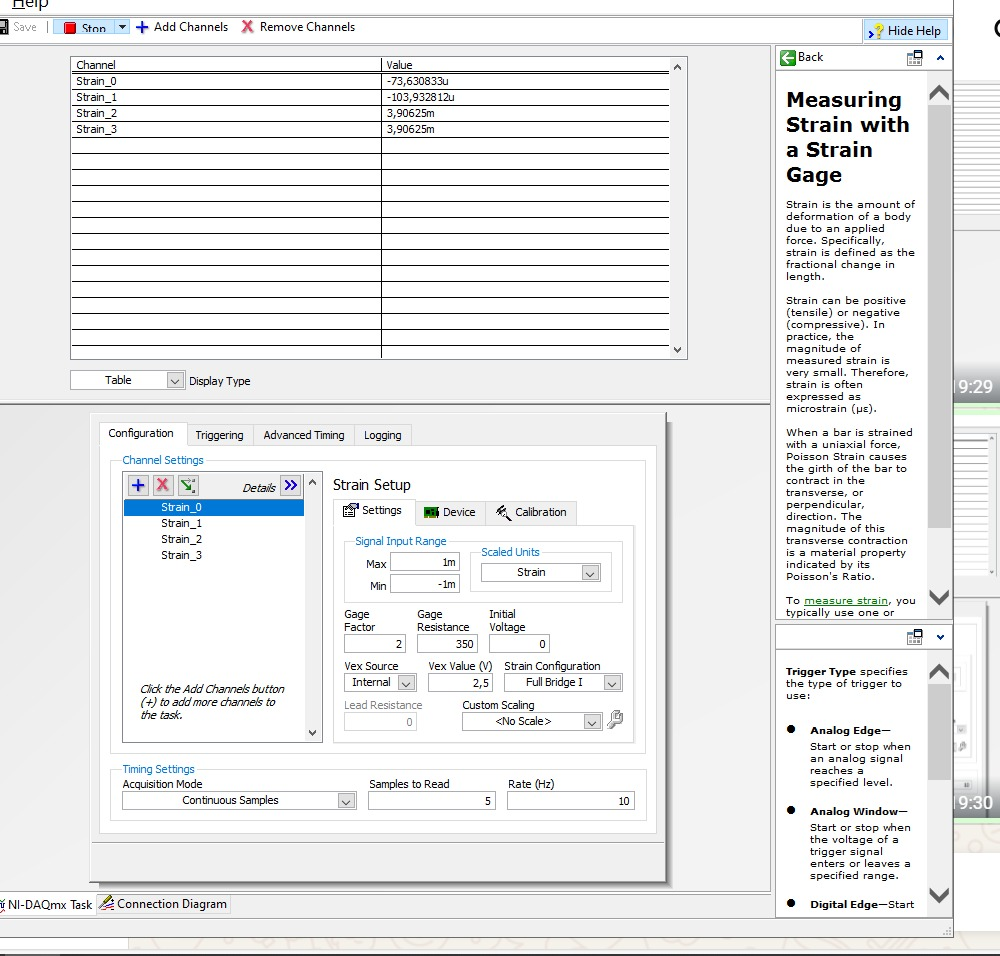 Help
Save
Stop
Add Channels
Remove Channels
Hide Help
Channel Value
Strain_0 -73,630833u
Strain_1 -103,932812u
Strain_2 3,90625m
Strain_3 3,90625m
Table
Display Type
Configuration
Triggering
Advanced Timing
Logging
Channel Settings
Details
Strain_0
Strain_1
Strain_2
Strain_3
Click the Add Channels button
(+) to add more channels to
the task.
Strain Setup
Settings
Device
Calibration
Signal Input Range
Max 1m
Min -1m
Scaled Units
Strain
Gage
Factor
2
Gage
Resistance
350
Initial
Voltage
0
Vex Source
Internal
Vex Value (V)
2,5
Strain Configuration
Full Bridge I
Lead Resistance
0
Custom Scaling
<No Scale>
Timing Settings
Acquisition Mode
Continuous Samples
Samples to Read
5
Rate (Hz)
10
NI-DAQmx Task
Connection Diagram
Back
Measuring
Strain with
a Strain
Gage
Strain is the amount of
deformation of a body
due to an applied
force. Specifically,
strain is defined as the
fractional change in
length.
Strain can be positive
(tensile) or negative
(compressive). In
practice, the
magnitude of
measured strain is
very small. Therefore,
strain is often
expressed as
microstrain (µε).
When a bar is strained
with a uniaxial force,
Poisson Strain causes
the girth of the bar to
contract in the
transverse, or
perpendicular,
direction. The
magnitude of this
transverse contraction
is a material property
indicated by its
Poisson's Ratio.
To measure strain, you
typically use one or
Trigger Type specifies
the type of trigger to
use:
Analog Edge—
Start or stop when
an analog signal
reaches a
specified level.
Analog Window—
Start or stop when
the voltage of a
trigger signal
enters or leaves a
specified range.
Digital Edge—Start
9:29
9:30